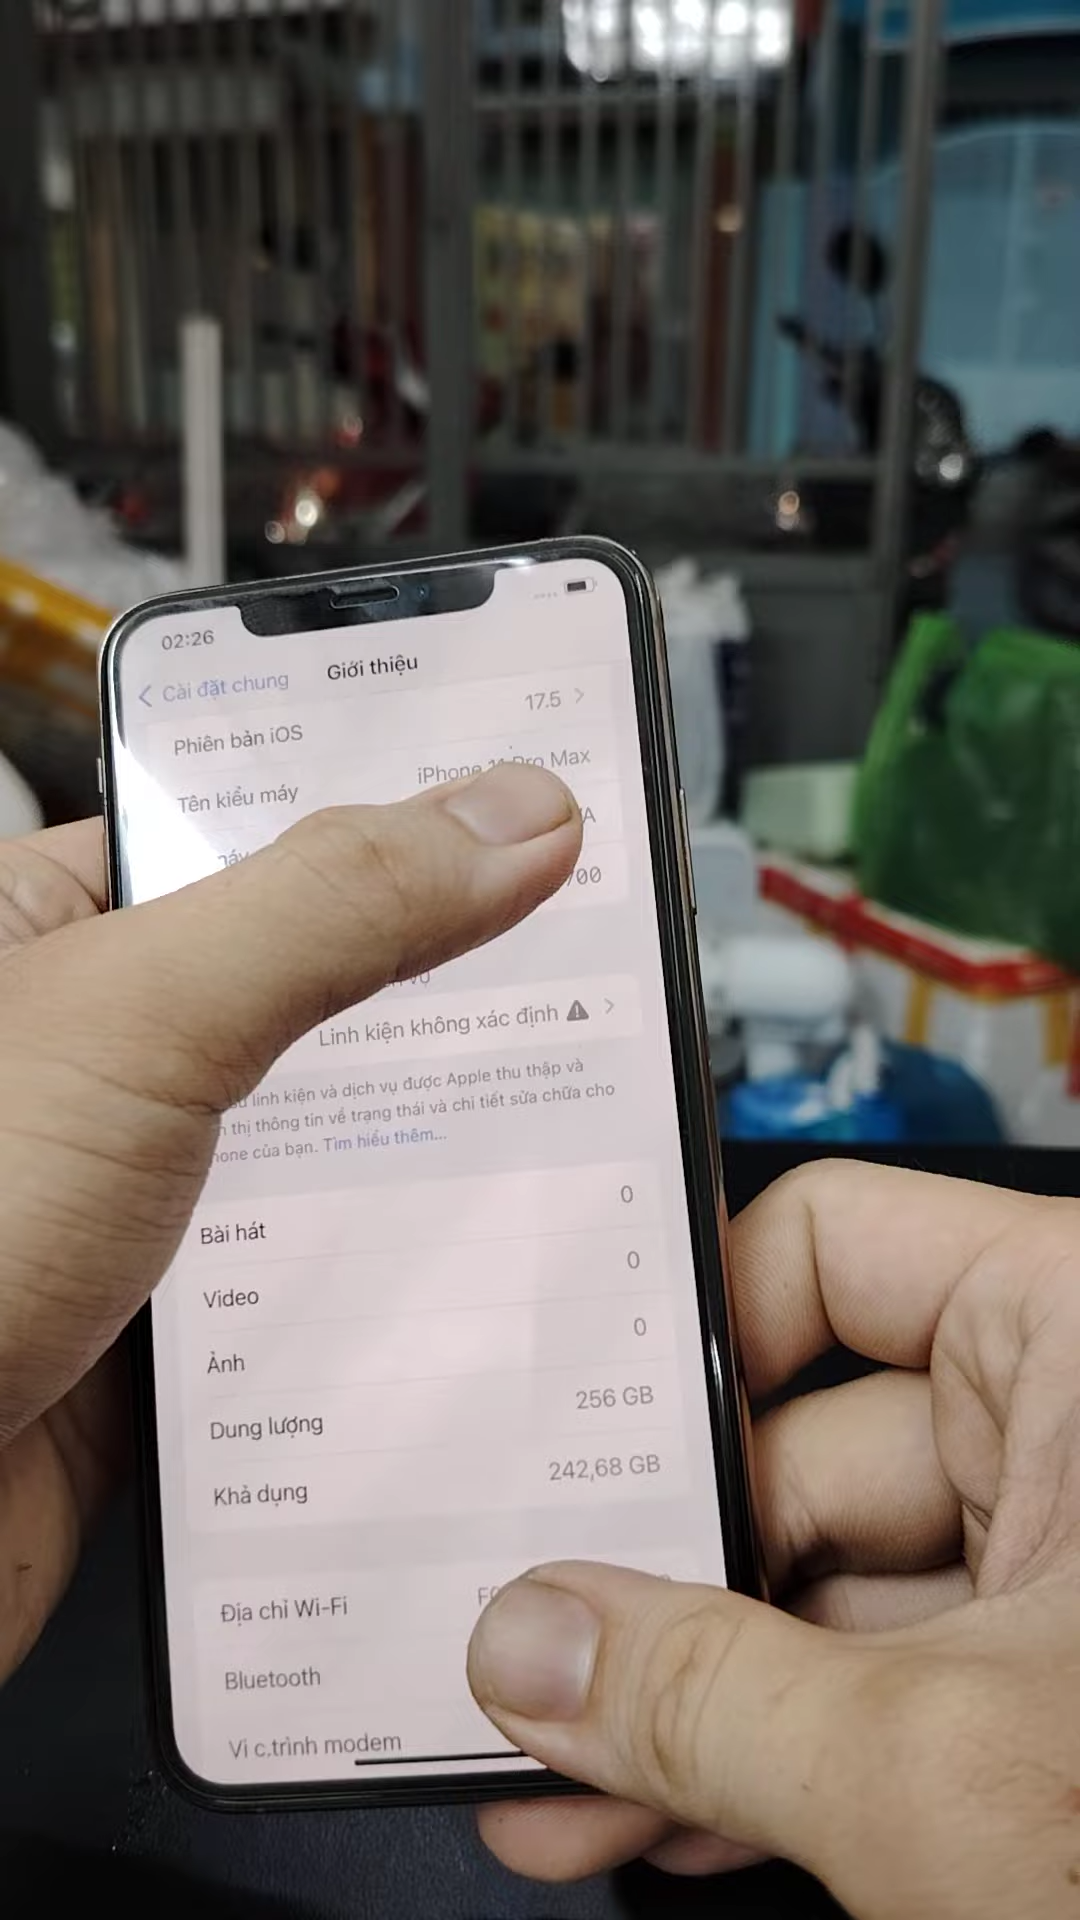 02:26
Cài đặt chung
Giới thiệu
Phiên bản iOS
17.5
Tên kiểu máy
iPhone 11 Pro Max
Linh kiện không xác định
linh kiện và dịch vụ được Apple thu thập và
thị thông tin về trạng thái và chi tiết sửa chữa cho
của bạn. Tìm hiểu thêm...
Bài hát
0
Video
0
Ảnh
0
Dung lượng
256 GB
Khả dụng
242,68 GB
Địa chỉ Wi-Fi
Bluetooth
Vi c.trình modem